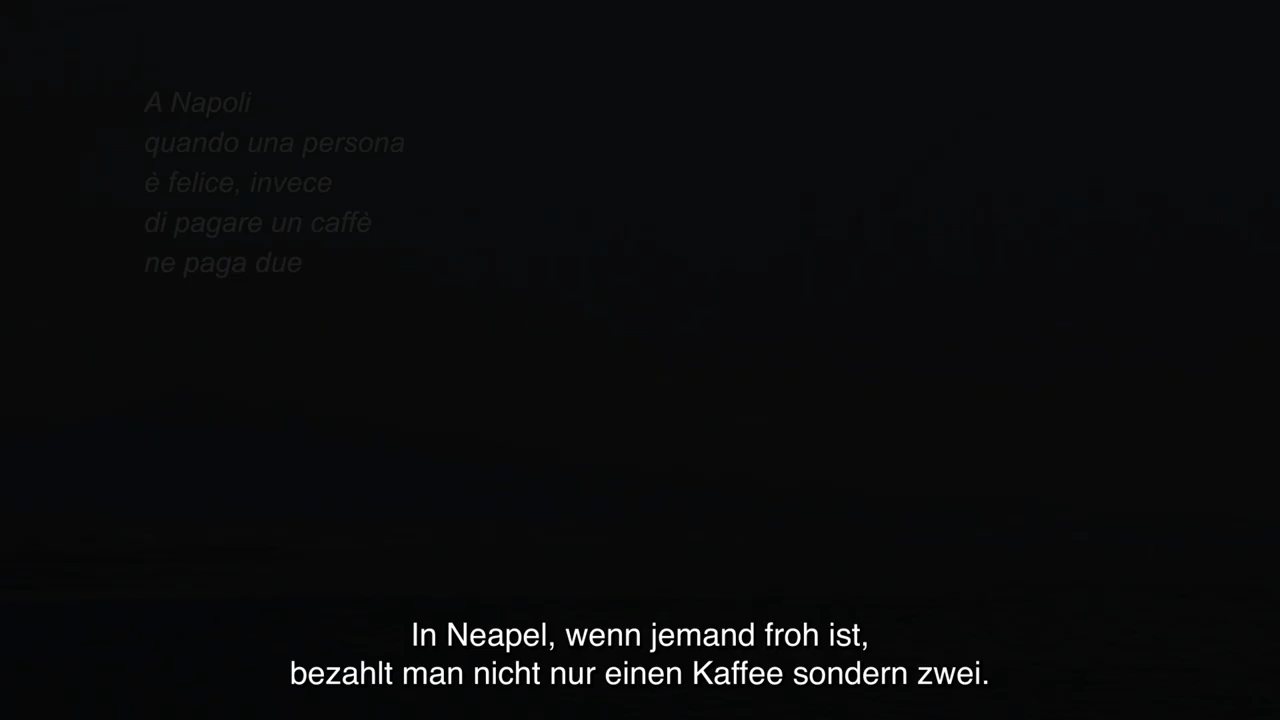 A Napoli
quando una persona
è felice, invece
di pagare un caffè
ne paga due
In Neapel, wenn jemand froh ist,
bezahlt man nicht nur einen Kaffee sondern zwei.